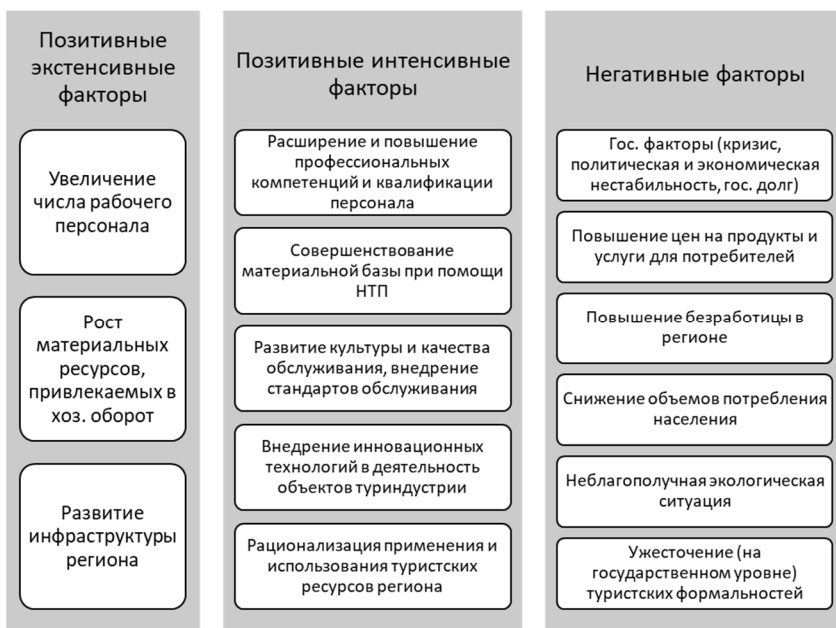 Позитивные
экстенсивные
факторы
Увеличение
числа рабочего
персонала
Рост
материальных
ресурсов,
привлекаемых в
хоз. оборот
Развитие
инфраструктуры
региона
Позитивные интенсивные
факторы
Расширение и повышение
профессиональных
компетенций и квалификации
персонала
Совершенствование
материальной базы при помощи
НТП
Развитие культуры и качества
обслуживания, внедрение
стандартов обслуживания
Внедрение инновационных
технологий в деятельность
объектов туриндустрии
Рационализация применения и
использования туристских
ресурсов региона
Негативные факторы
Гос. факторы (кризис,
политическая и экономическая
нестабильность, гос. долг)
Повышение цен на продукты и
услуги для потребителей
Повышение безработицы в
регионе
Снижение объемов потребления
населения
Неблагополучная экологическая
ситуация
Ужесточение (на
государственном уровне)
туристских формальностей